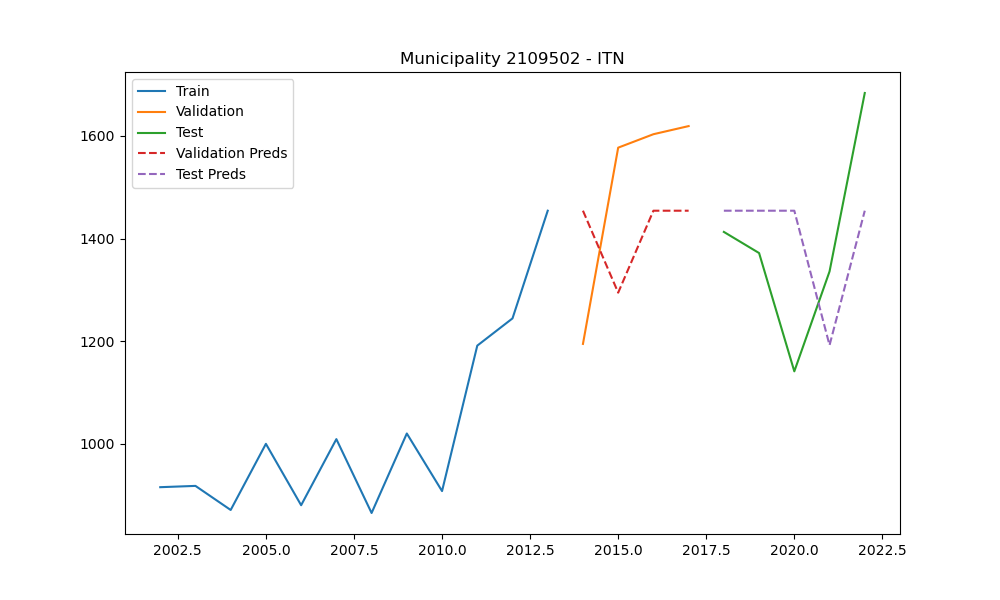 Municipality 2109502 - ITN
Train
Validation
Test
Validation Preds
Test Preds
1600
1400
1200
1000
2002.5 2005.0 2007.5 2010.0 2012.5 2015.0 2017.5 2020.0 2022.5